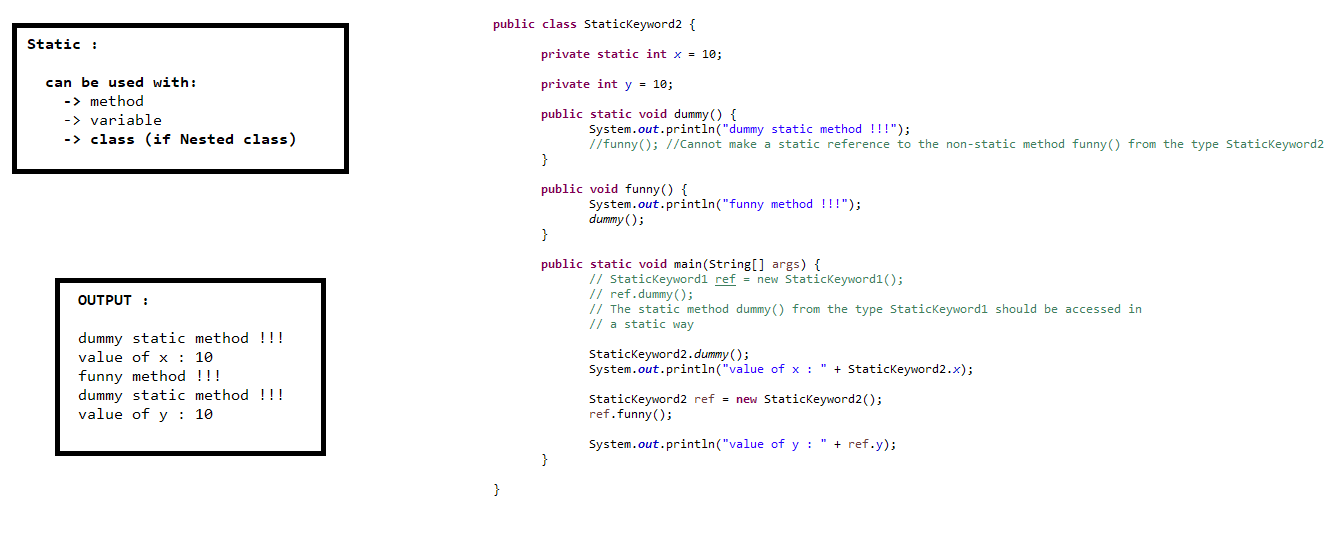 Static :
can be used with:
-> method
-> variable
-> class (if Nested class)
OUTPUT :
dummy static method !!!
value of x : 10
funny method !!!
dummy static method !!!
value of y : 10
public class StaticKeyword2 {
private static int x = 10;
private int y = 10;
public static void dummy() {
System.out.println("dummy static method !!!");
//funny(); //Cannot make a static reference to the non-static method funny() from the type StaticKeyword2
}
public void funny() {
System.out.println("funny method !!!");
dummy();
}
public static void main(String[] args) {
// StaticKeyword1 ref = new StaticKeyword1();
// ref.dummy();
// The static method dummy() from the type StaticKeyword1 should be accessed in
// a static way
StaticKeyword2.dummy();
System.out.println("value of x : " + StaticKeyword2.x);
StaticKeyword2 ref = new StaticKeyword2();
ref.funny();
System.out.println("value of y : " + ref.y);
}
}